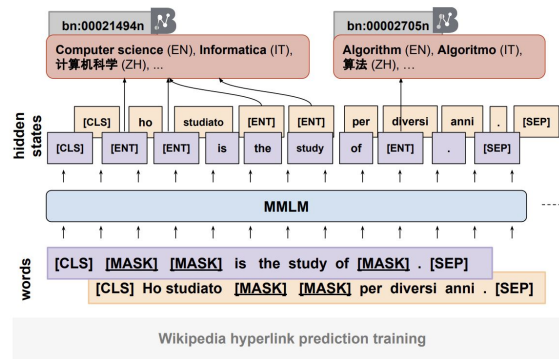 bn:00021494n
bn:00002705n
Computer science (EN), Informatica (IT),
计算机科学 (ZH), ...
Algorithm (EN), Algoritmo (IT),
算法 (ZH), ...
hidden
states
[CLS] ho studiato [ENT] [ENT] per diversi anni . [SEP]
[CLS] [ENT] [ENT] is the study of [ENT] . [SEP]
MMLM
words
[CLS] [MASK] [MASK] is the study of [MASK] . [SEP]
[CLS] Ho studiato [MASK] [MASK] per diversi anni . [SEP]
Wikipedia hyperlink prediction training